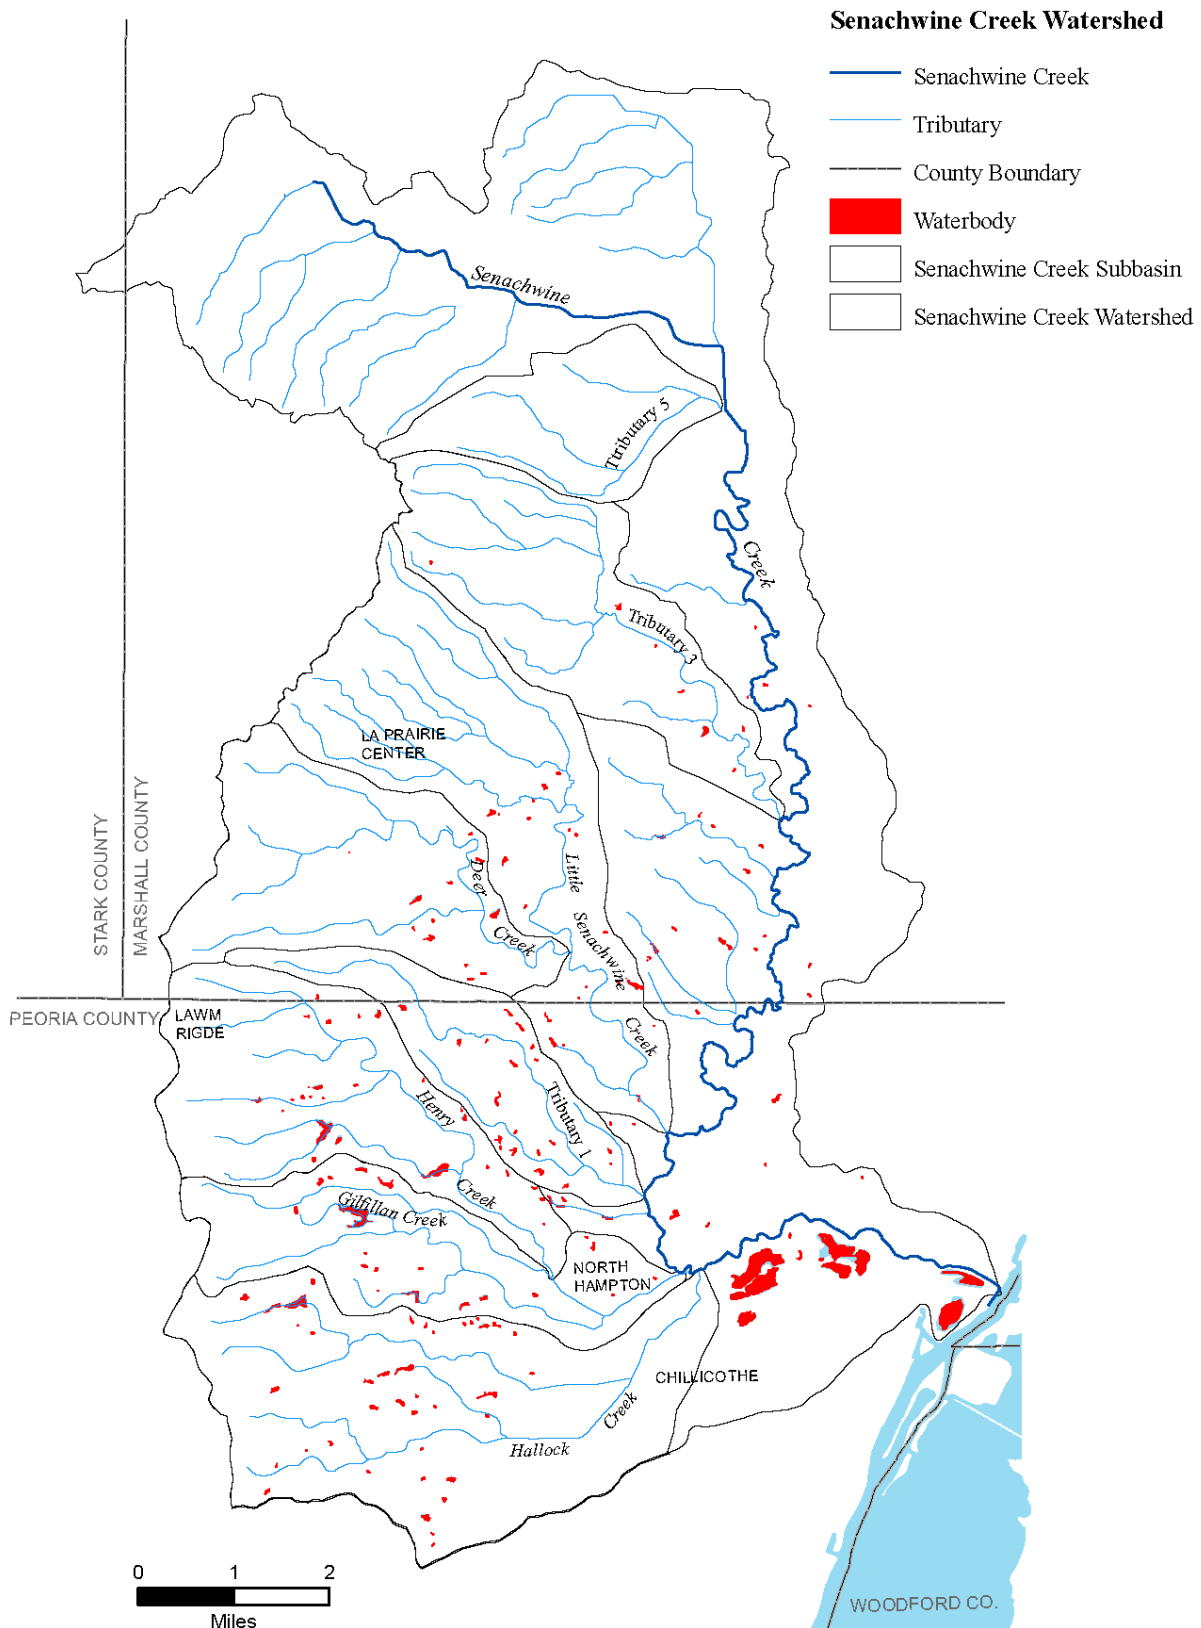 Senachwine Creek Watershed
Senachwine Creek
Tributary
County Boundary
Waterbody
Senachwine Creek Subbasin
Senachwine Creek Watershed
Senachwine
Ttributary 5
Creek
Tributary 3
LA PRAIRIE
CENTER
STARK COUNTY
MARSHALL COUNTY
Deer
Creek
Little
Senachwine
Creek
PEORIA COUNTY
LAWM
RIGDE
Henry
Creek
Tributary 1
Gilfillan Creek
NORTH
HAMPTON
CHILLICOTHE
Hallock
Creek
0 1 2
Miles
WOODFORD CO.